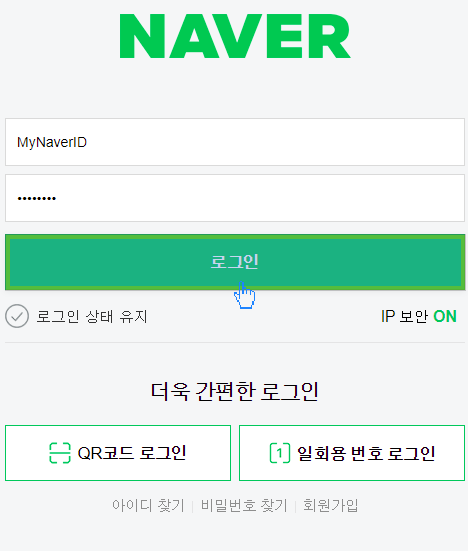 NAVER
MyNaverID
••••••••
로그인
로그인 상태 유지 IP 보안 ON
더욱 간편한 로그인
QR코드 로그인 1 일회용 번호 로그인
아이디 찾기 | 비밀번호 찾기 | 회원가입